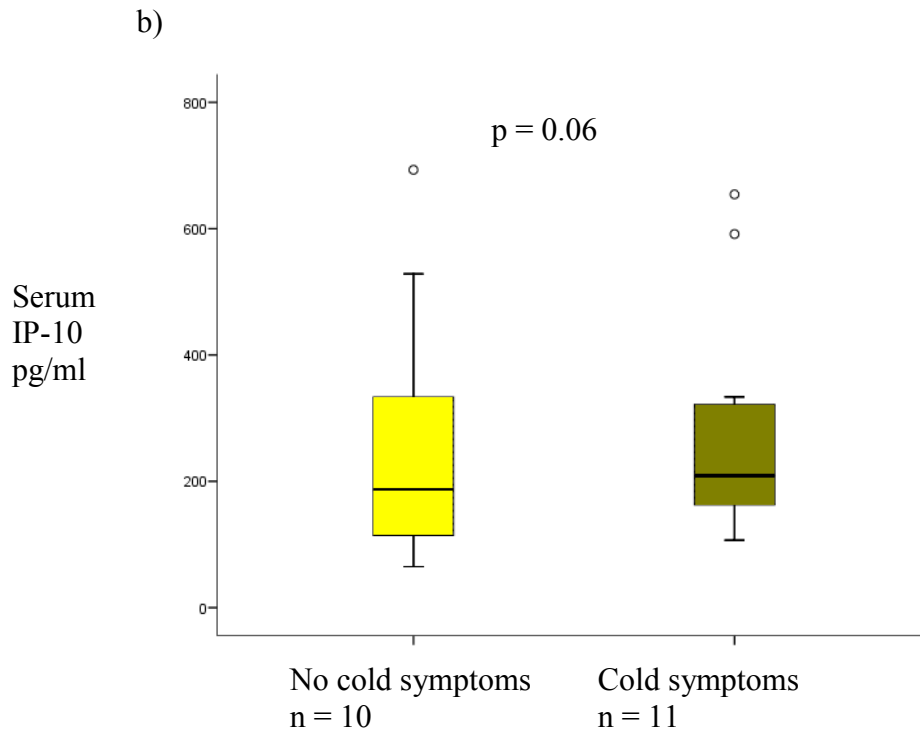 b)
800
p = 0.06
600
Serum
IP-10
pg/ml
400
200
0
No cold symptoms
n = 10
Cold symptoms
n = 11